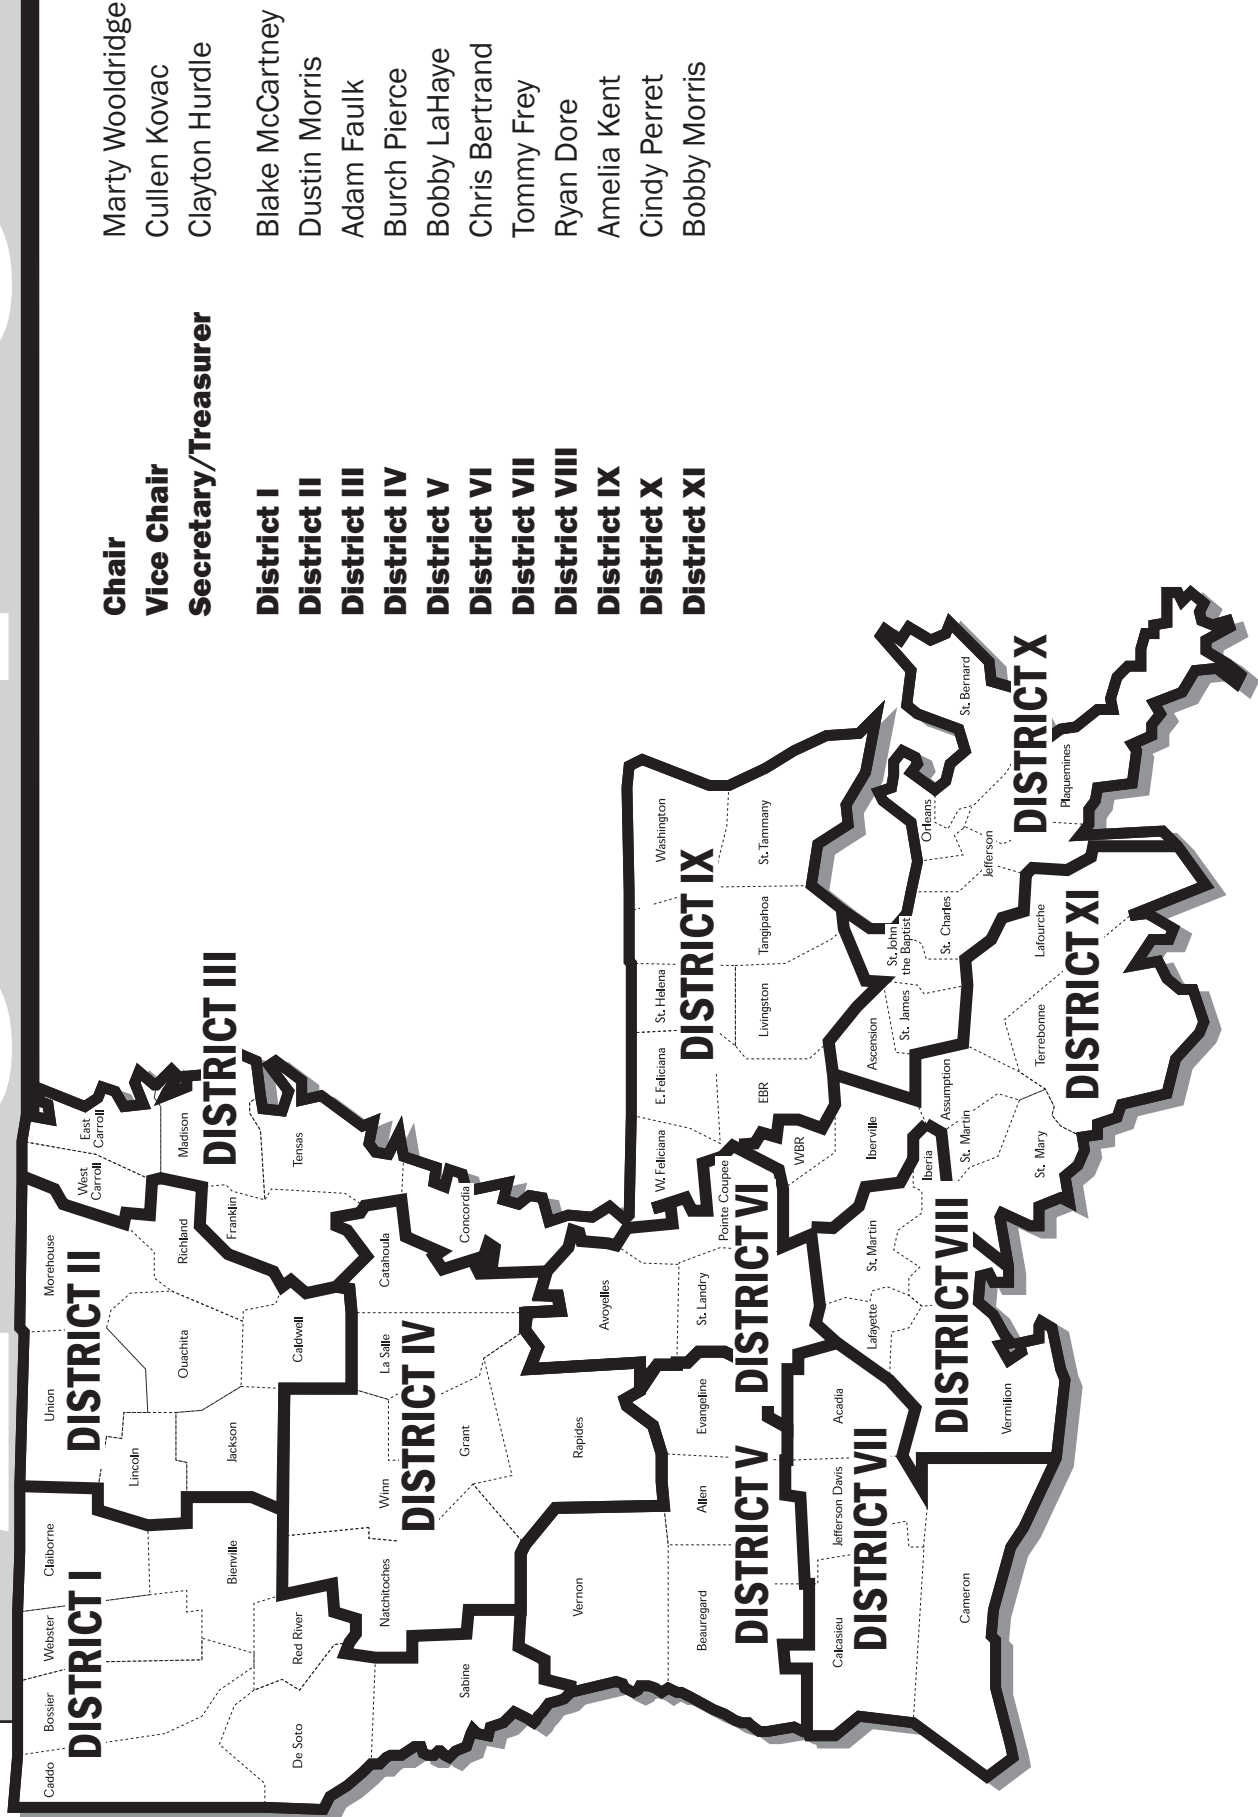 Chair Marty Wooldridge
Vice Chair Cullen Kovac
Secretary/Treasurer Clayton Hurdle
District I Blake McCartney
District II Dustin Morris
District III Adam Faulk
District IV Burch Pierce
District V Bobby LaHaye
District VI Chris Bertrand
District VII Tommy Frey
District VIII Ryan Dore
District IX Amelia Kent
District X Cindy Perret
District XI Bobby Morris
Caddo
Bossier
Webster
Claiborne
DISTRICT I
Bienville
Red River
De Soto
Sabine
Union
Morehouse
DISTRICT II
Lincoln
Jackson
Ouachita
Richland
Caldwell
West
Carroll
East
Carroll
Madison
DISTRICT III
Franklin
Tensas
Concordia
Natchitoches
Winn
La Salle
Catahoula
DISTRICT IV
Grant
Rapides
Vernon
Beauregard
Allen
Evangeline
DISTRICT V
Avoyelles
St. Landry
Pointe Coupee
DISTRICT VI
WBR
Iberville
Calcasieu
Jefferson Davis
Acadia
DISTRICT VII
Cameron
Lafayette
St. Martin
Iberia
DISTRICT VIII
Vermilion
W. Feliciana
E. Feliciana
St. Helena
Washington
DISTRICT IX
EBR
Livingston
Tangipahoa
St. Tammany
Ascension
St. James
St. John
the Baptist
St. Charles
Orleans
Jefferson
St. Bernard
DISTRICT X
Plaquemines
Assumption
St. Martin
St. Mary
Terrebonne
Lafourche
DISTRICT XI